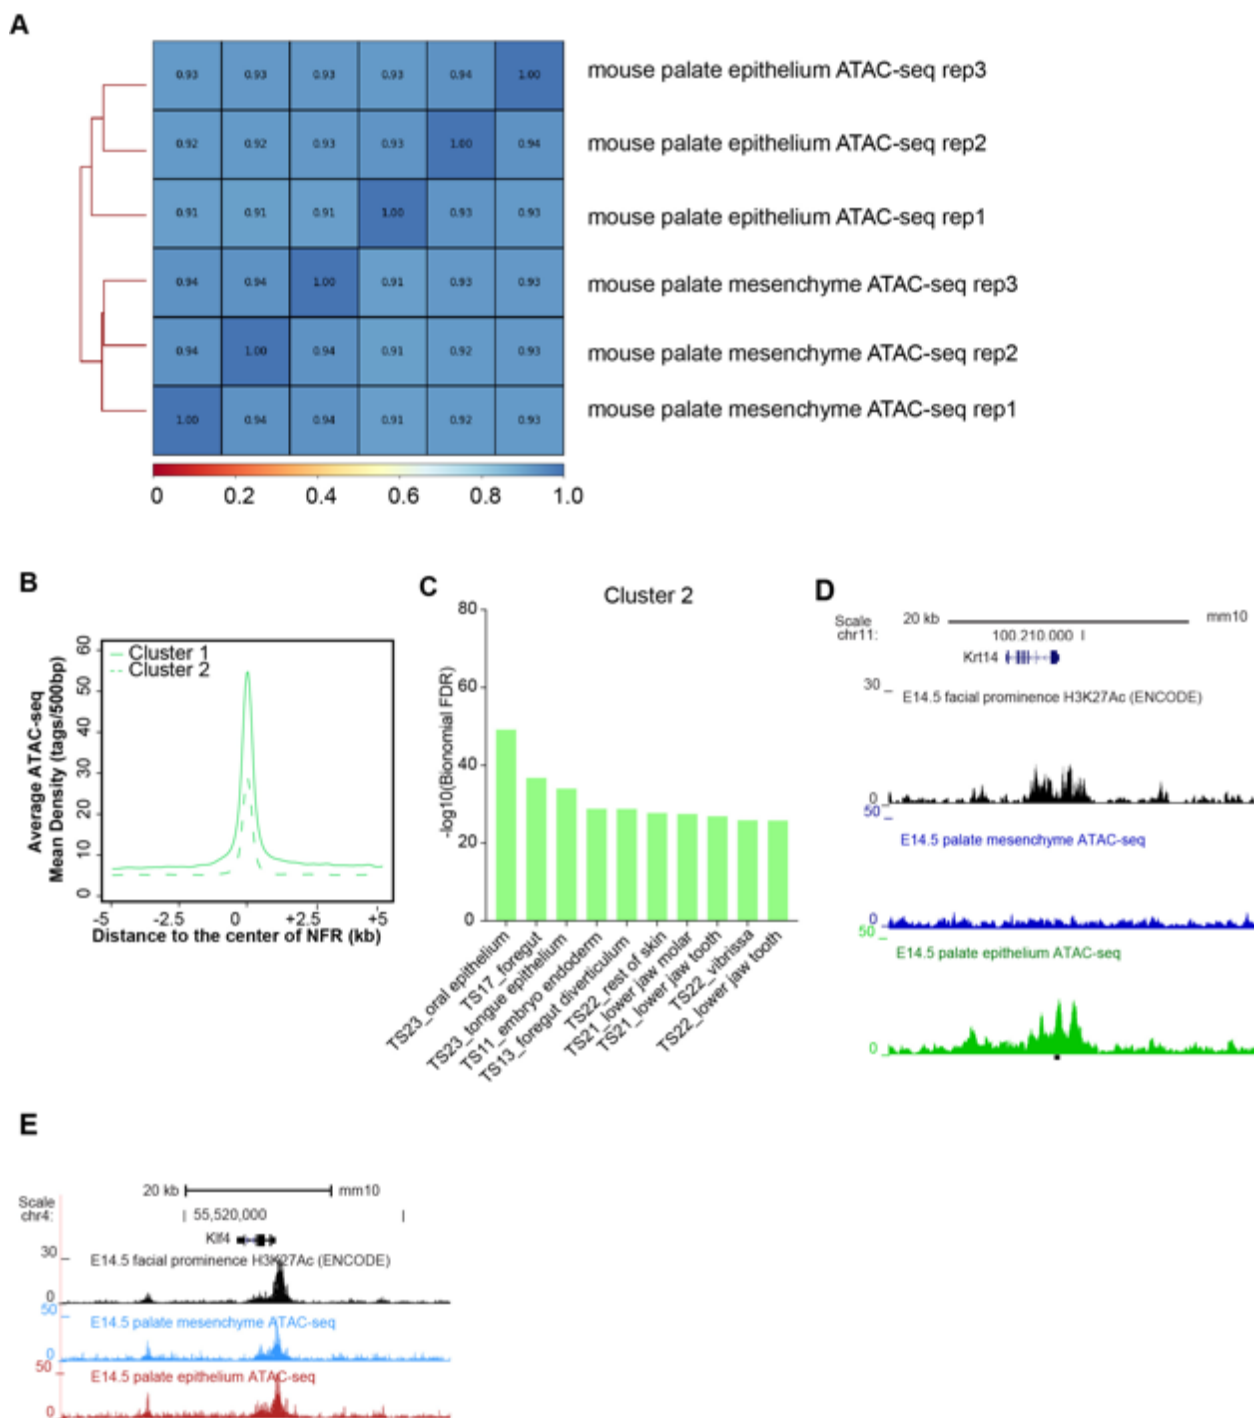 A
0.93 0.93 0.93 0.93 0.94 1.00 mouse palate epithelium ATAC-seq rep3
0.92 0.92 0.93 0.93 1.00 0.94 mouse palate epithelium ATAC-seq rep2
0.91 0.91 0.91 1.00 0.93 0.93 mouse palate epithelium ATAC-seq rep1
0.94 0.94 1.00 0.91 0.93 0.93 mouse palate mesenchyme ATAC-seq rep3
0.94 1.00 0.94 0.91 0.92 0.93 mouse palate mesenchyme ATAC-seq rep2
1.00 0.94 0.94 0.91 0.92 0.93 mouse palate mesenchyme ATAC-seq rep1
0 0.2 0.4 0.6 0.8 1.0
B
Average ATAC-seq
Mean Density (tags/500bp)
60
50
40
30
20
10
0
Cluster 1
Cluster 2
-5 -2.5 0 +2.5 +5
Distance to the center of NFR (kb)
C
Cluster 2
-log10(Bionomial FDR)
80
60
40
20
0
TS23_oral epithelium
TS17_foregut
TS23_tongue epithelium
TS11_embryo endoderm
TS13_foregut diverticulum
TS22_rest of skin
TS21_lower jaw molar
TS21_lower jaw tooth
TS22_vibrissa
TS22_lower jaw tooth
D
Scale 20 kb mm10
chr11: 100.210.000
Krt14
30
E14.5 facial prominence H3K27Ac (ENCODE)
0
50
E14.5 palate mesenchyme ATAC-seq
0
50
E14.5 palate epithelium ATAC-seq
0
E
Scale 20 kb mm10
chr4: 55,520,000
Klf4
30
E14.5 facial prominence H3K27Ac (ENCODE)
0
50
E14.5 palate mesenchyme ATAC-seq
0
50
E14.5 palate epithelium ATAC-seq
0